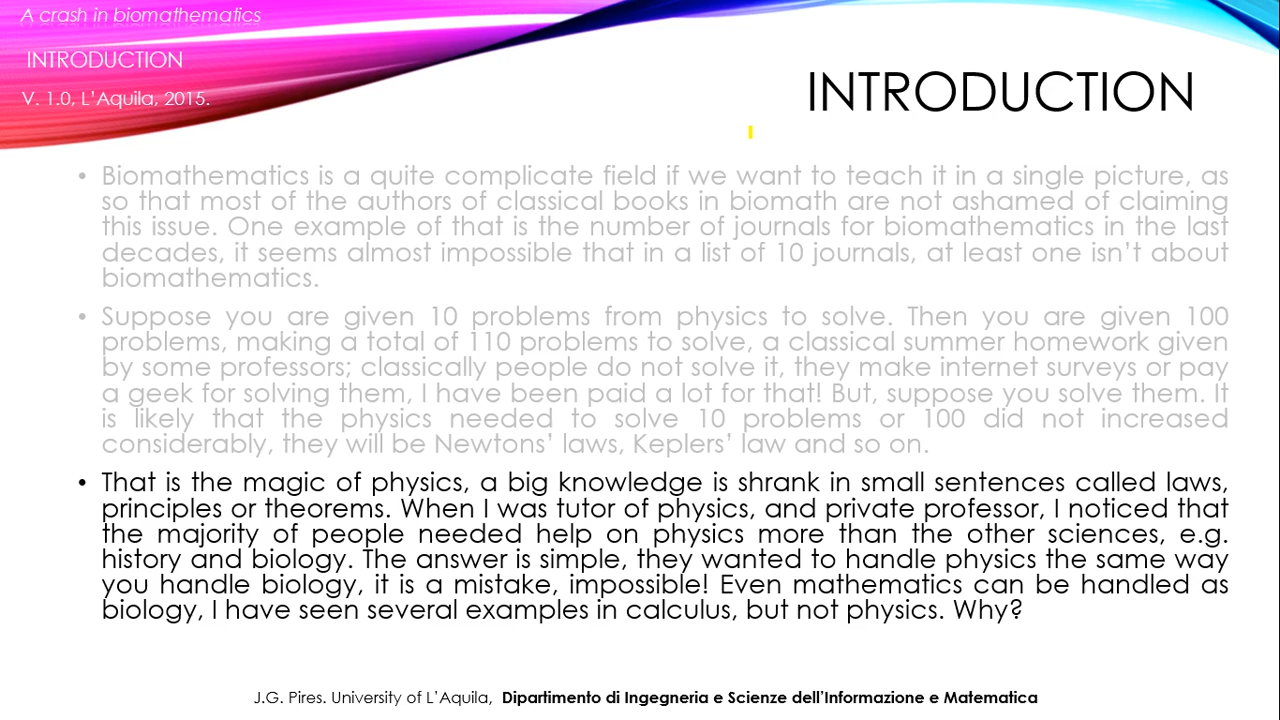 A crash in biomathematics
INTRODUCTION
V. 1.0, L’Aquila, 2015.
INTRODUCTION
• Biomathematics is a quite complicate field if we want to teach it in a single picture, as
so that most of the authors of classical books in biomath are not ashamed of claiming
this issue. One example of that is the number of journals for biomathematics in the last
decades, it seems almost impossible that in a list of 10 journals, at least one isn’t about
biomathematics.
• Suppose you are given 10 problems from physics to solve. Then you are given 100
problems, making a total of 110 problems to solve, a classical summer homework given
by some professors; classically people do not solve it, they make internet surveys or pay
a geek for solving them, I have been paid a lot for that! But, suppose you solve them. It
is likely that the physics needed to solve 10 problems or 100 did not increased
considerably, they will be Newtons’ laws, Keplers’ law and so on.
• That is the magic of physics, a big knowledge is shrank in small sentences called laws,
principles or theorems. When I was tutor of physics, and private professor, I noticed that
the majority of people needed help on physics more than the other sciences, e.g.
history and biology. The answer is simple, they wanted to handle physics the same way
you handle biology, it is a mistake, impossible! Even mathematics can be handled as
biology, I have seen several examples in calculus, but not physics. Why?
J.G. Pires. University of L’Aquila, Dipartimento di Ingegneria e Scienze dell’Informazione e Matematica